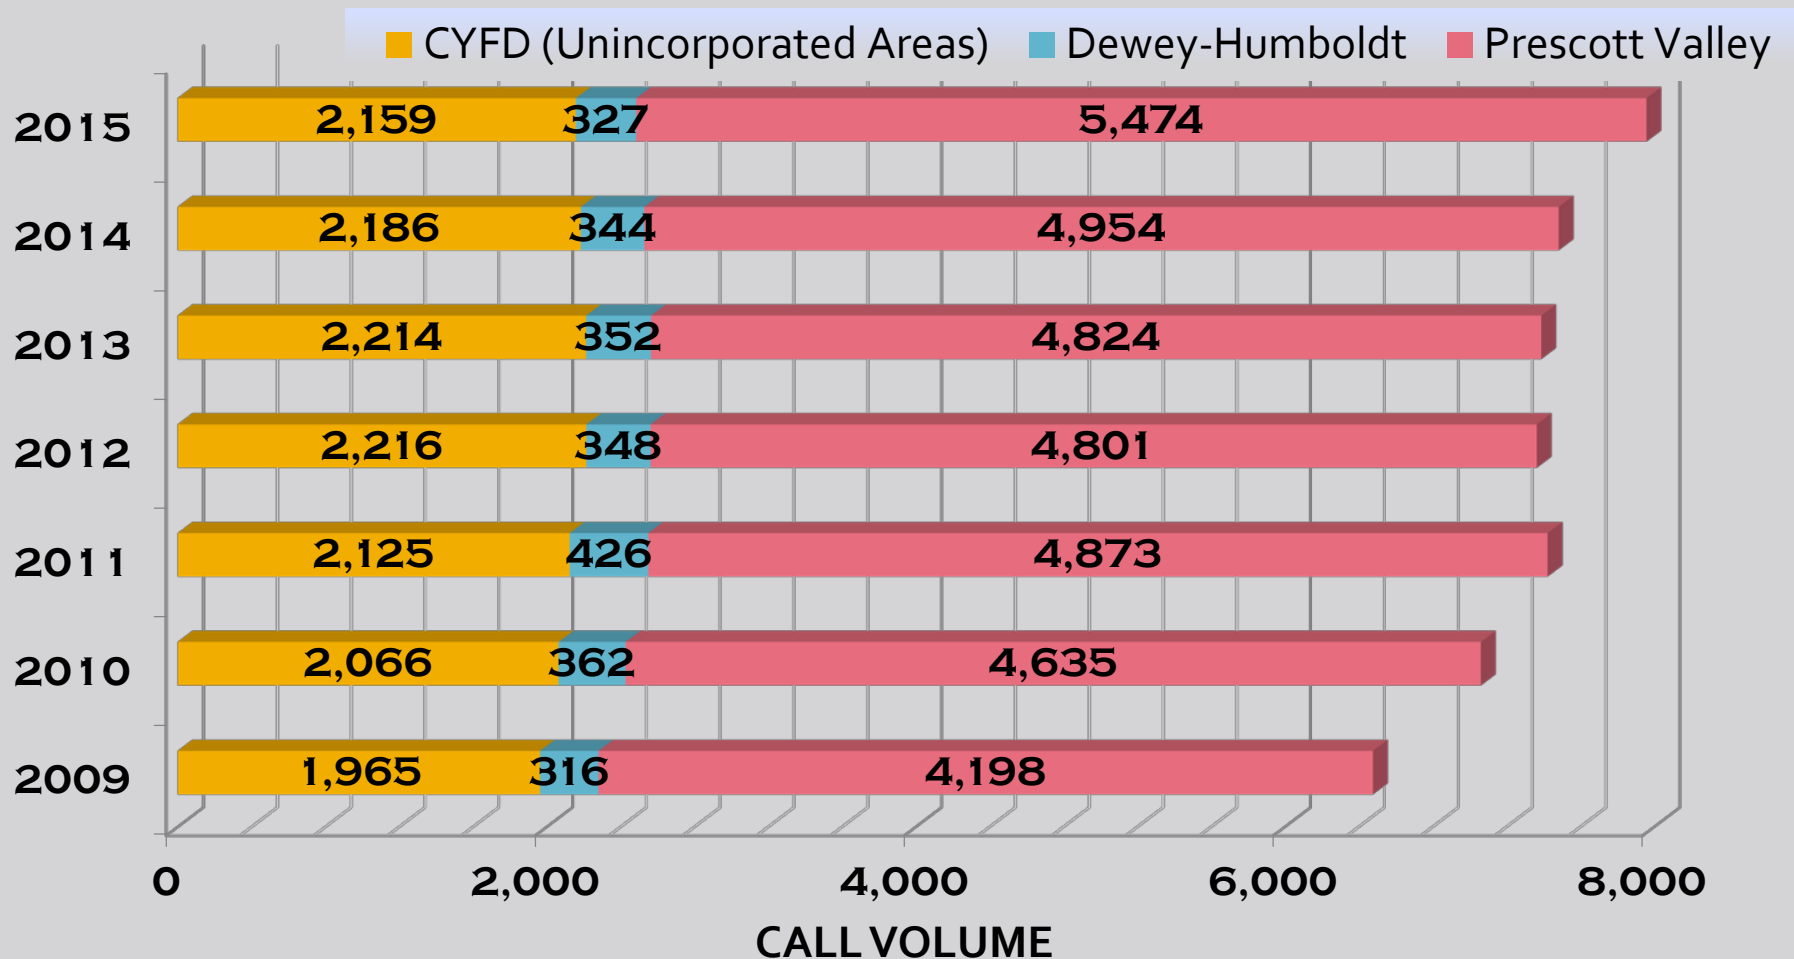 CYFD (Unincorporated Areas) Dewey-Humboldt Prescott Valley
2015 2,159 327 5,474
2014 2,186 344 4,954
2013 2,214 352 4,824
2012 2,216 348 4,801
2011 2,125 426 4,873
2010 2,066 362 4,635
2009 1,965 316 4,198
0 2,000 4,000 6,000 8,000
CALL VOLUME